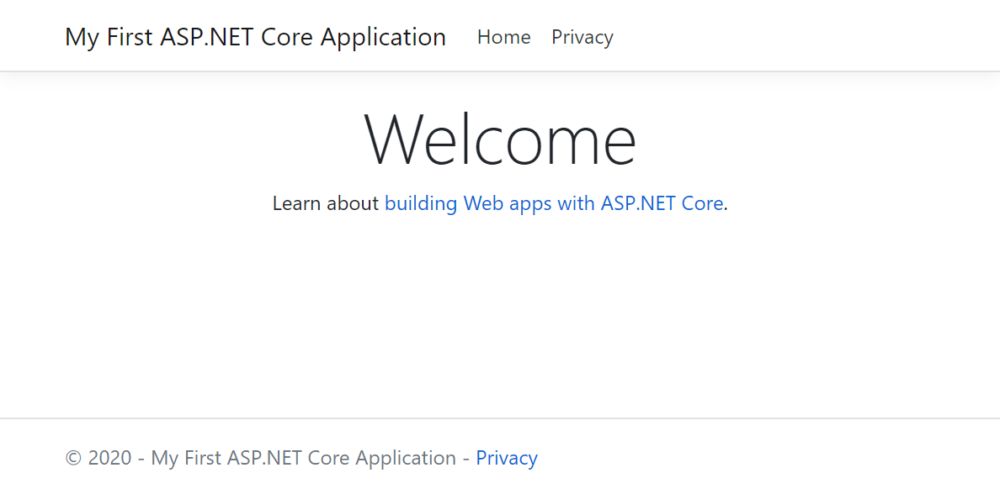 My First ASP.NET Core Application Home Privacy
Welcome
Learn about building Web apps with ASP.NET Core.
© 2020 - My First ASP.NET Core Application - Privacy